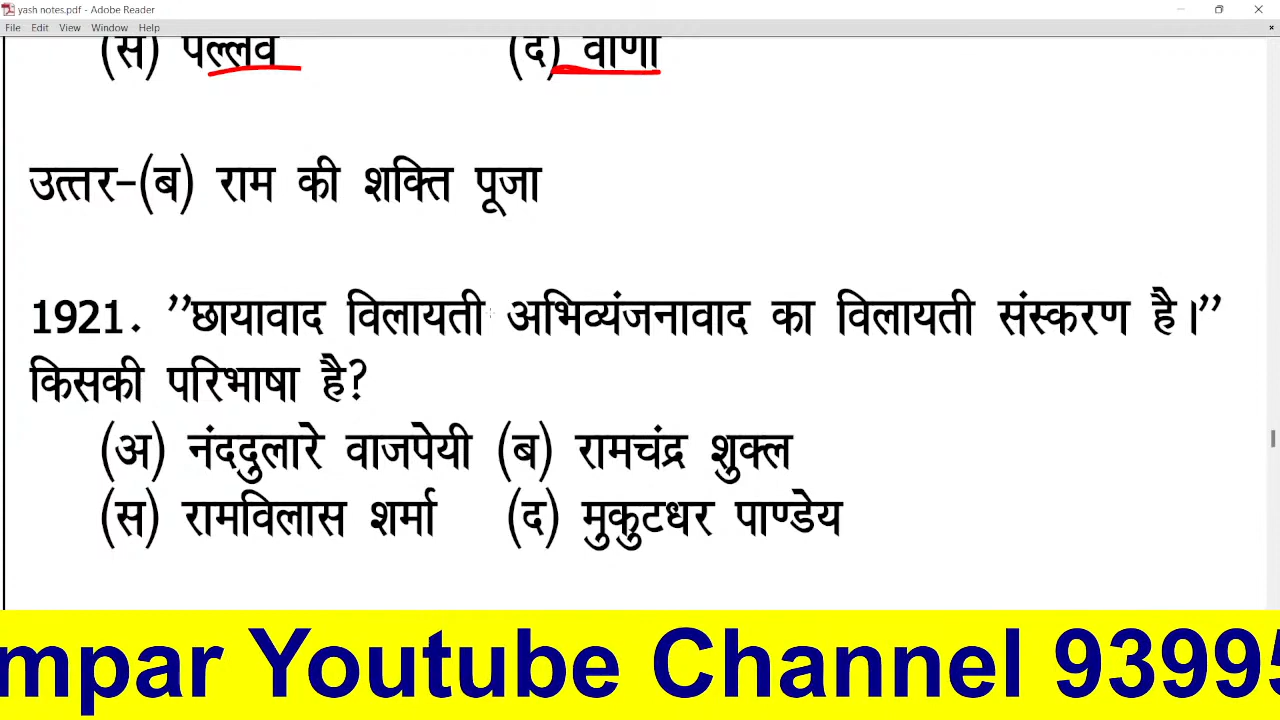 yash notes.pdf - Adobe Reader
File Edit View Window Help
(स) पल्लव (द) वाणी
उत्तर-(ब) राम की शक्ति पूजा
1921. ’’छायावाद विलायती अभिव्यंजनावाद का विलायती संस्करण है।’’
किसकी परिभाषा है?
(अ) नंददुलारे वाजपेयी (ब) रामचंद्र शुक्ल
(स) रामविलास शर्मा (द) मुकुटधर पाण्डेय
mpar Youtube Channel 93995